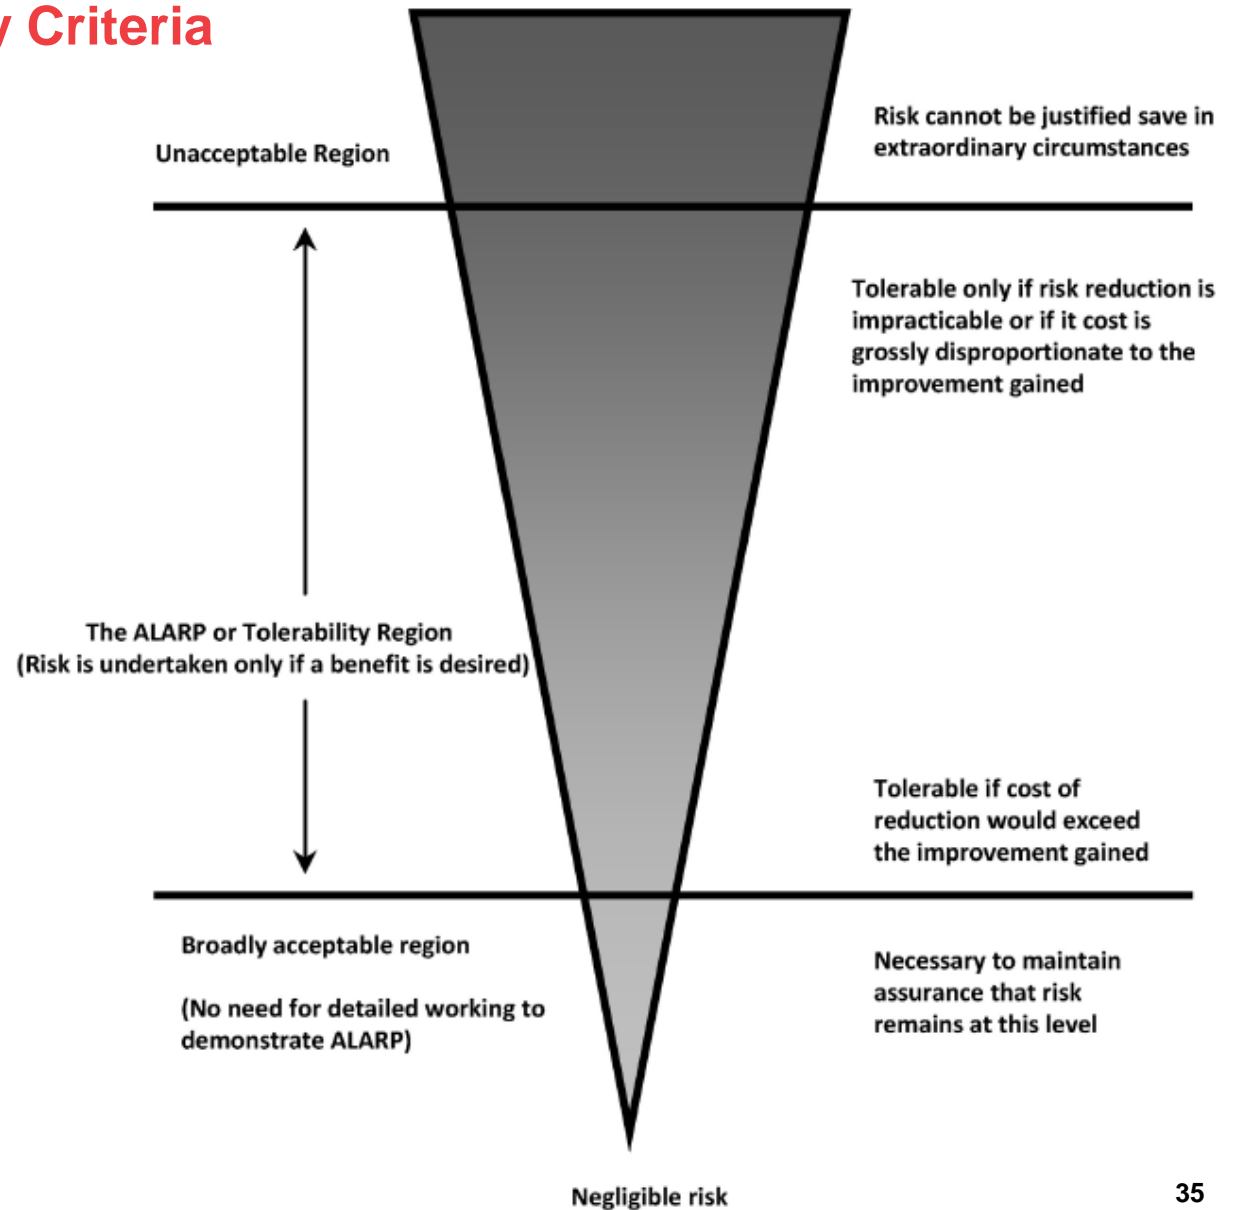 y Criteria
Unacceptable Region
Risk cannot be justified save in
extraordinary circumstances
Tolerable only if risk reduction is
impracticable or if it cost is
grossly disproportionate to the
improvement gained
The ALARP or Tolerability Region
(Risk is undertaken only if a benefit is desired)
Tolerable if cost of
reduction would exceed
the improvement gained
Broadly acceptable region
(No need for detailed working to
demonstrate ALARP)
Necessary to maintain
assurance that risk
remains at this level
Negligible risk
35